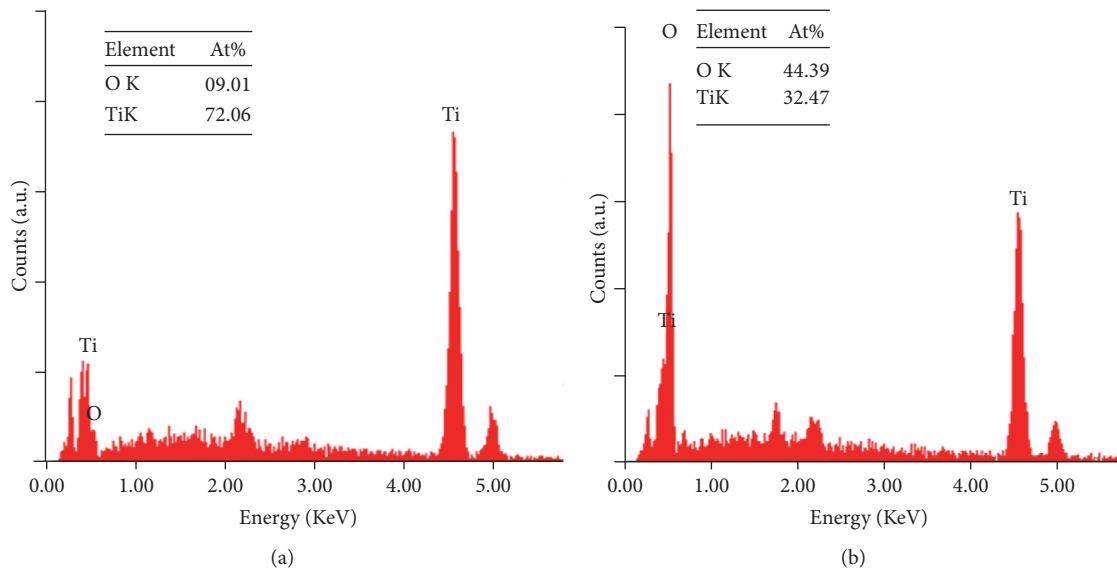 Element At%
O K 09.01
TiK 72.06
Ti
Ti
O
Counts (a.u.)
0.00 1.00 2.00 3.00 4.00 5.00
Energy (KeV)
(a)
O
Element At%
O K 44.39
TiK 32.47
Ti
Ti
Counts (a.u.)
0.00 1.00 2.00 3.00 4.00 5.00
Energy (KeV)
(b)